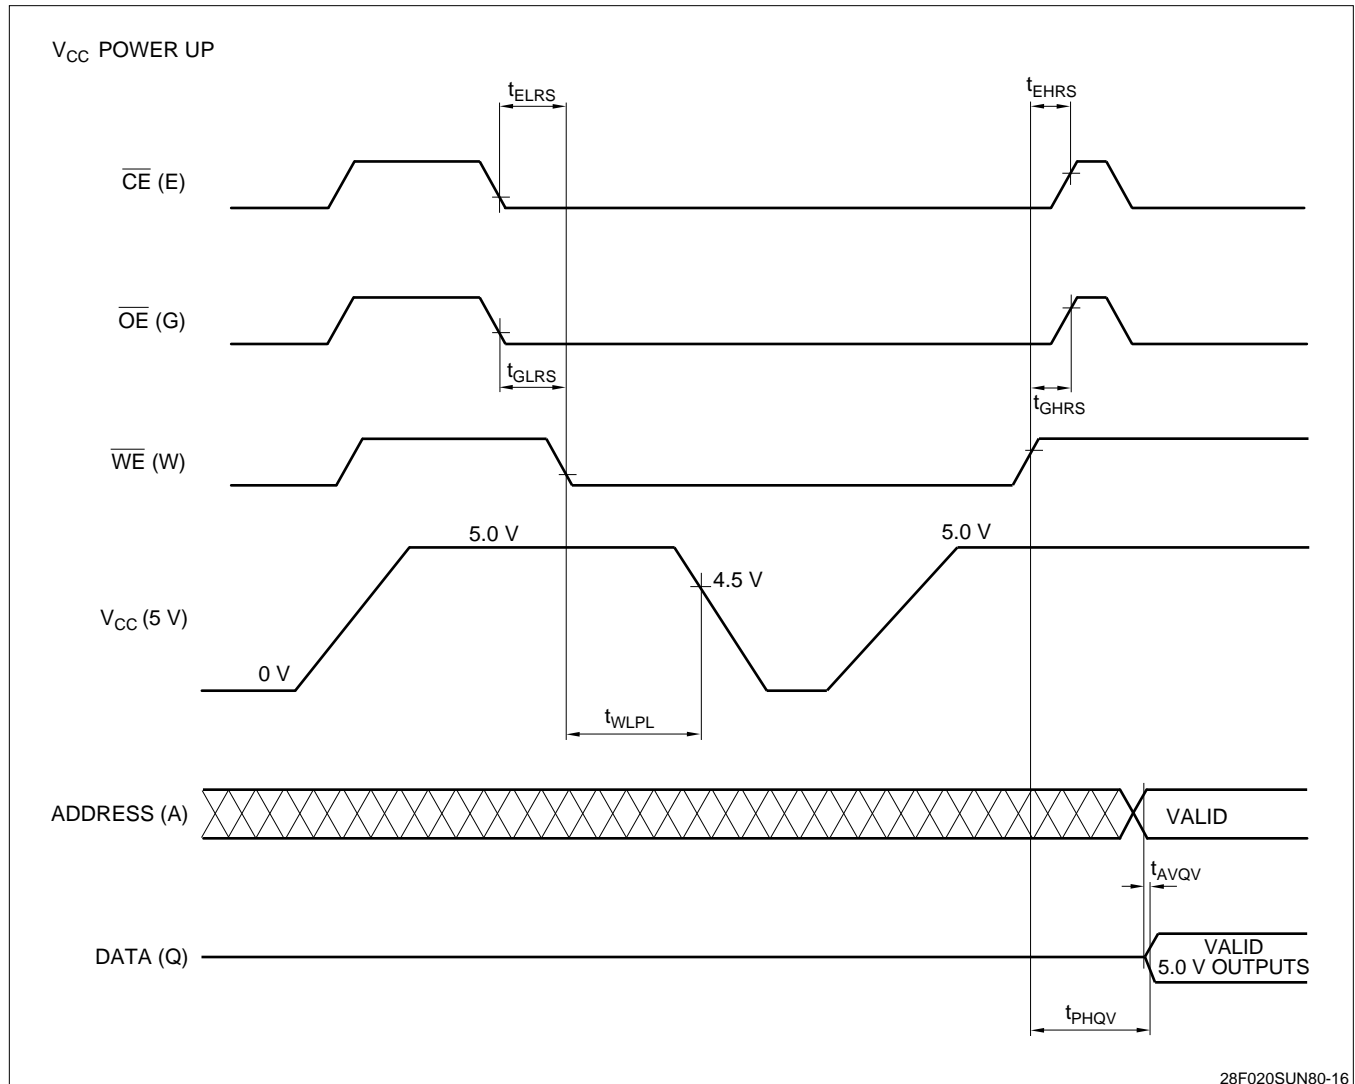 VCC POWER UP
tELRS
tEHRS
CE (E)
OE (G)
tGLRS
tGHRS
WE (W)
5.0 V
5.0 V
4.5 V
VCC (5 V)
0 V
tWLPL
ADDRESS (A)
VALID
tAVQV
DATA (Q)
VALID
5.0 V OUTPUTS
tPHQV
28F020SUN80-16